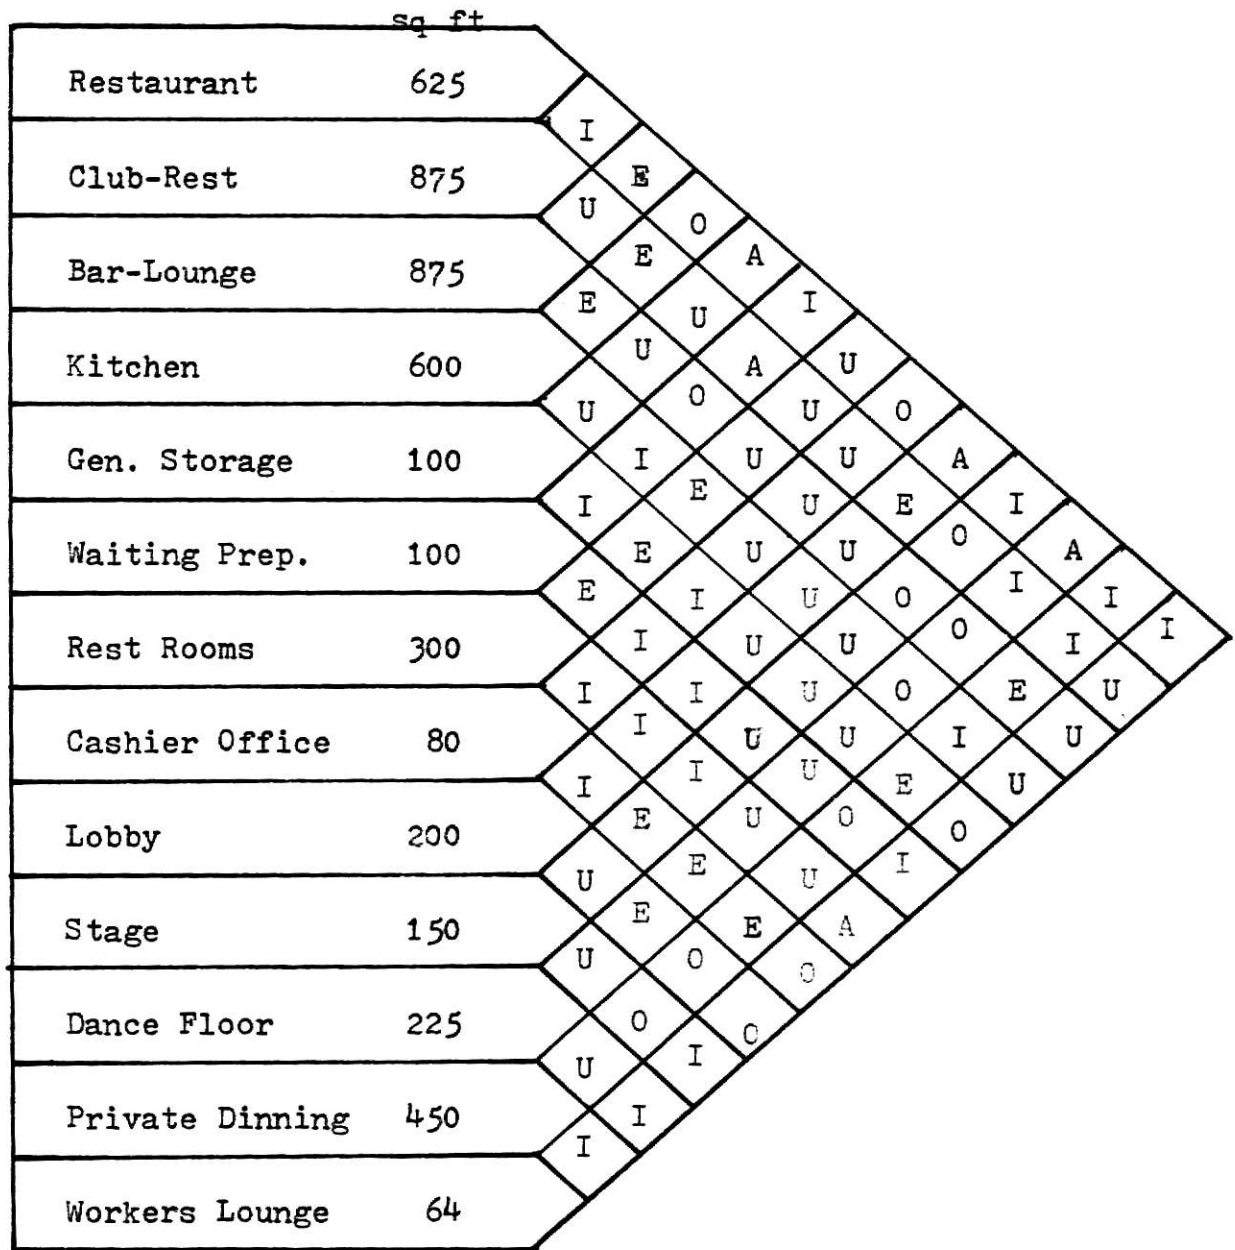 sq ft
Restaurant 625
I
Club-Rest 875 E
U O
Bar-Lounge 875 E A
E U I
Kitchen 600 U A U
U O U O
Gen. Storage 100 I U U A
I E U E I
Waiting Prep. 100 E U U O A
E I U O I I
Rest Rooms 300 I U U O I I
I I U O E U
Cashier Office 80 I U U I U
I I U E U
Lobby 200 E U O O
U E U I
Stage 150 E E A
U O O
Dance Floor 225 O O
U I
Private Dinning 450 I
I
Workers Lounge 64